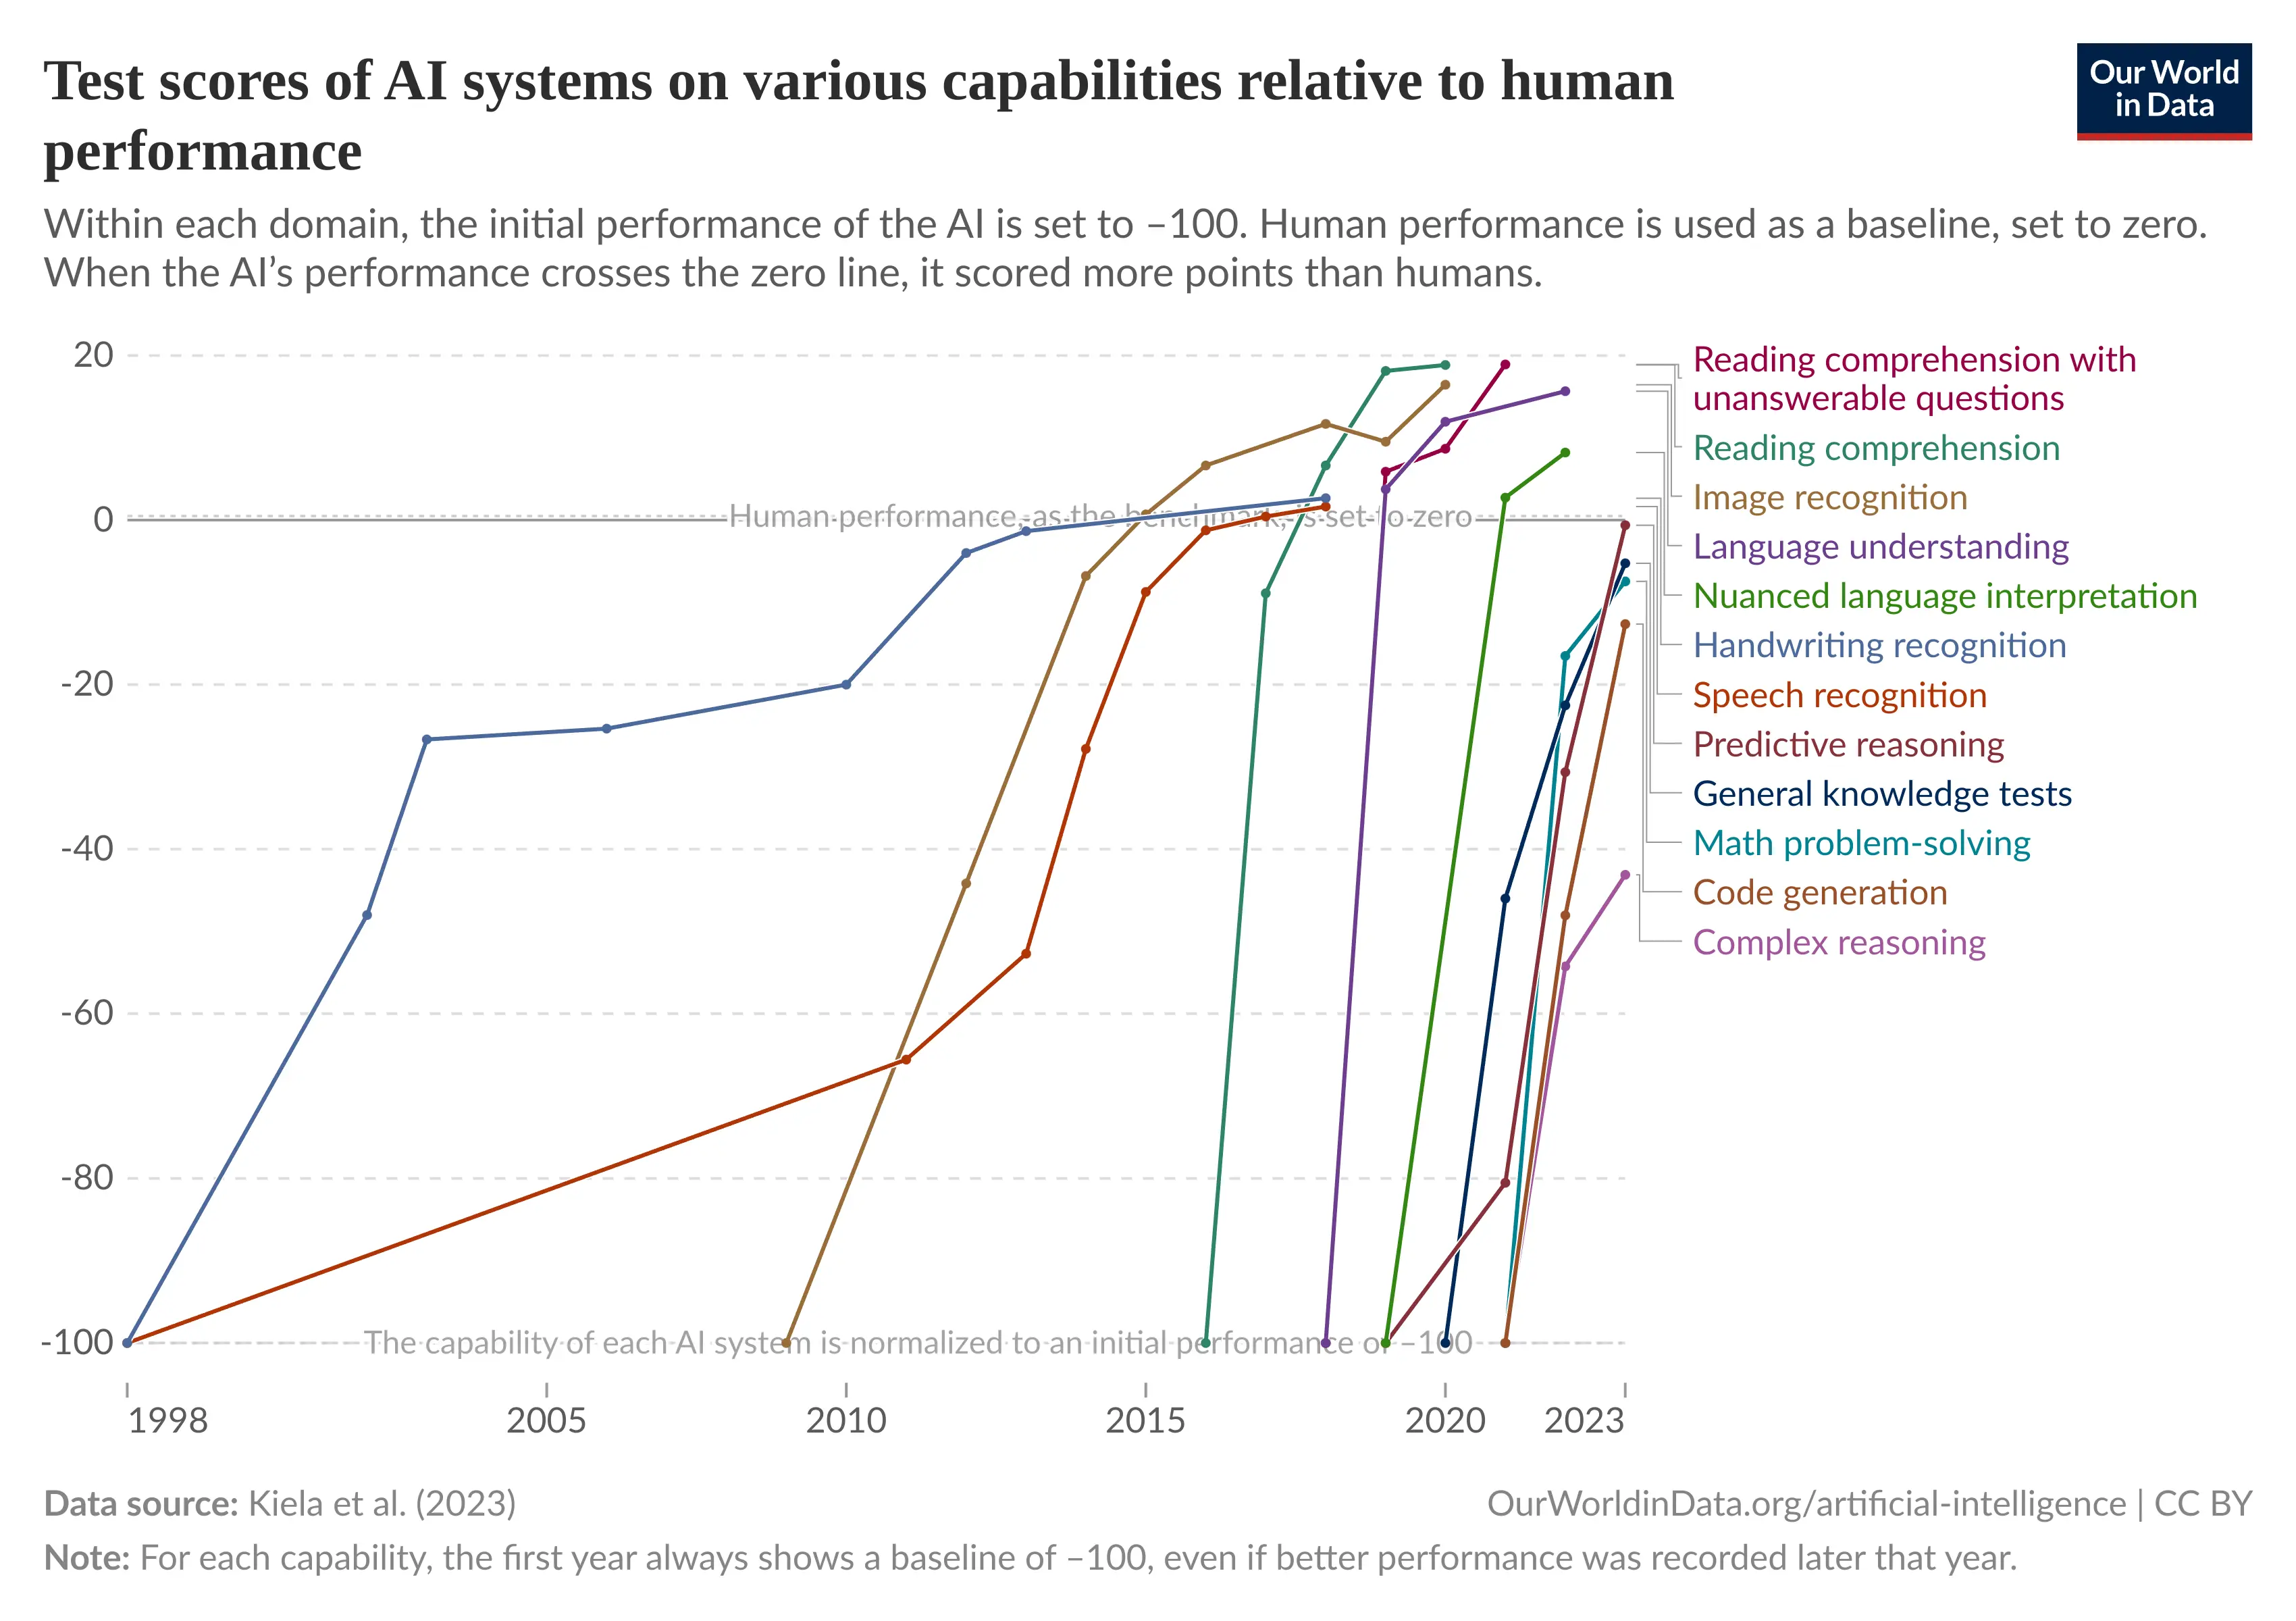 Test scores of AI systems on various capabilities relative to human
performance
Our World
in Data
Within each domain, the initial performance of the AI is set to –100. Human performance is used as a baseline, set to zero.
When the AI’s performance crosses the zero line, it scored more points than humans.
20
0
-20
-40
-60
-80
-100
Human performance, as the benchmark, is set to zero
The capability of each AI system is normalized to an initial performance of –100
Reading comprehension with
unanswerable questions
Reading comprehension
Image recognition
Language understanding
Nuanced language interpretation
Handwriting recognition
Speech recognition
Predictive reasoning
General knowledge tests
Math problem-solving
Code generation
Complex reasoning
1998
2005
2010
2015
2020
2023
Data source: Kiela et al. (2023)
OurWorldinData.org/artificial-intelligence | CC BY
Note: For each capability, the first year always shows a baseline of –100, even if better performance was recorded later that year.